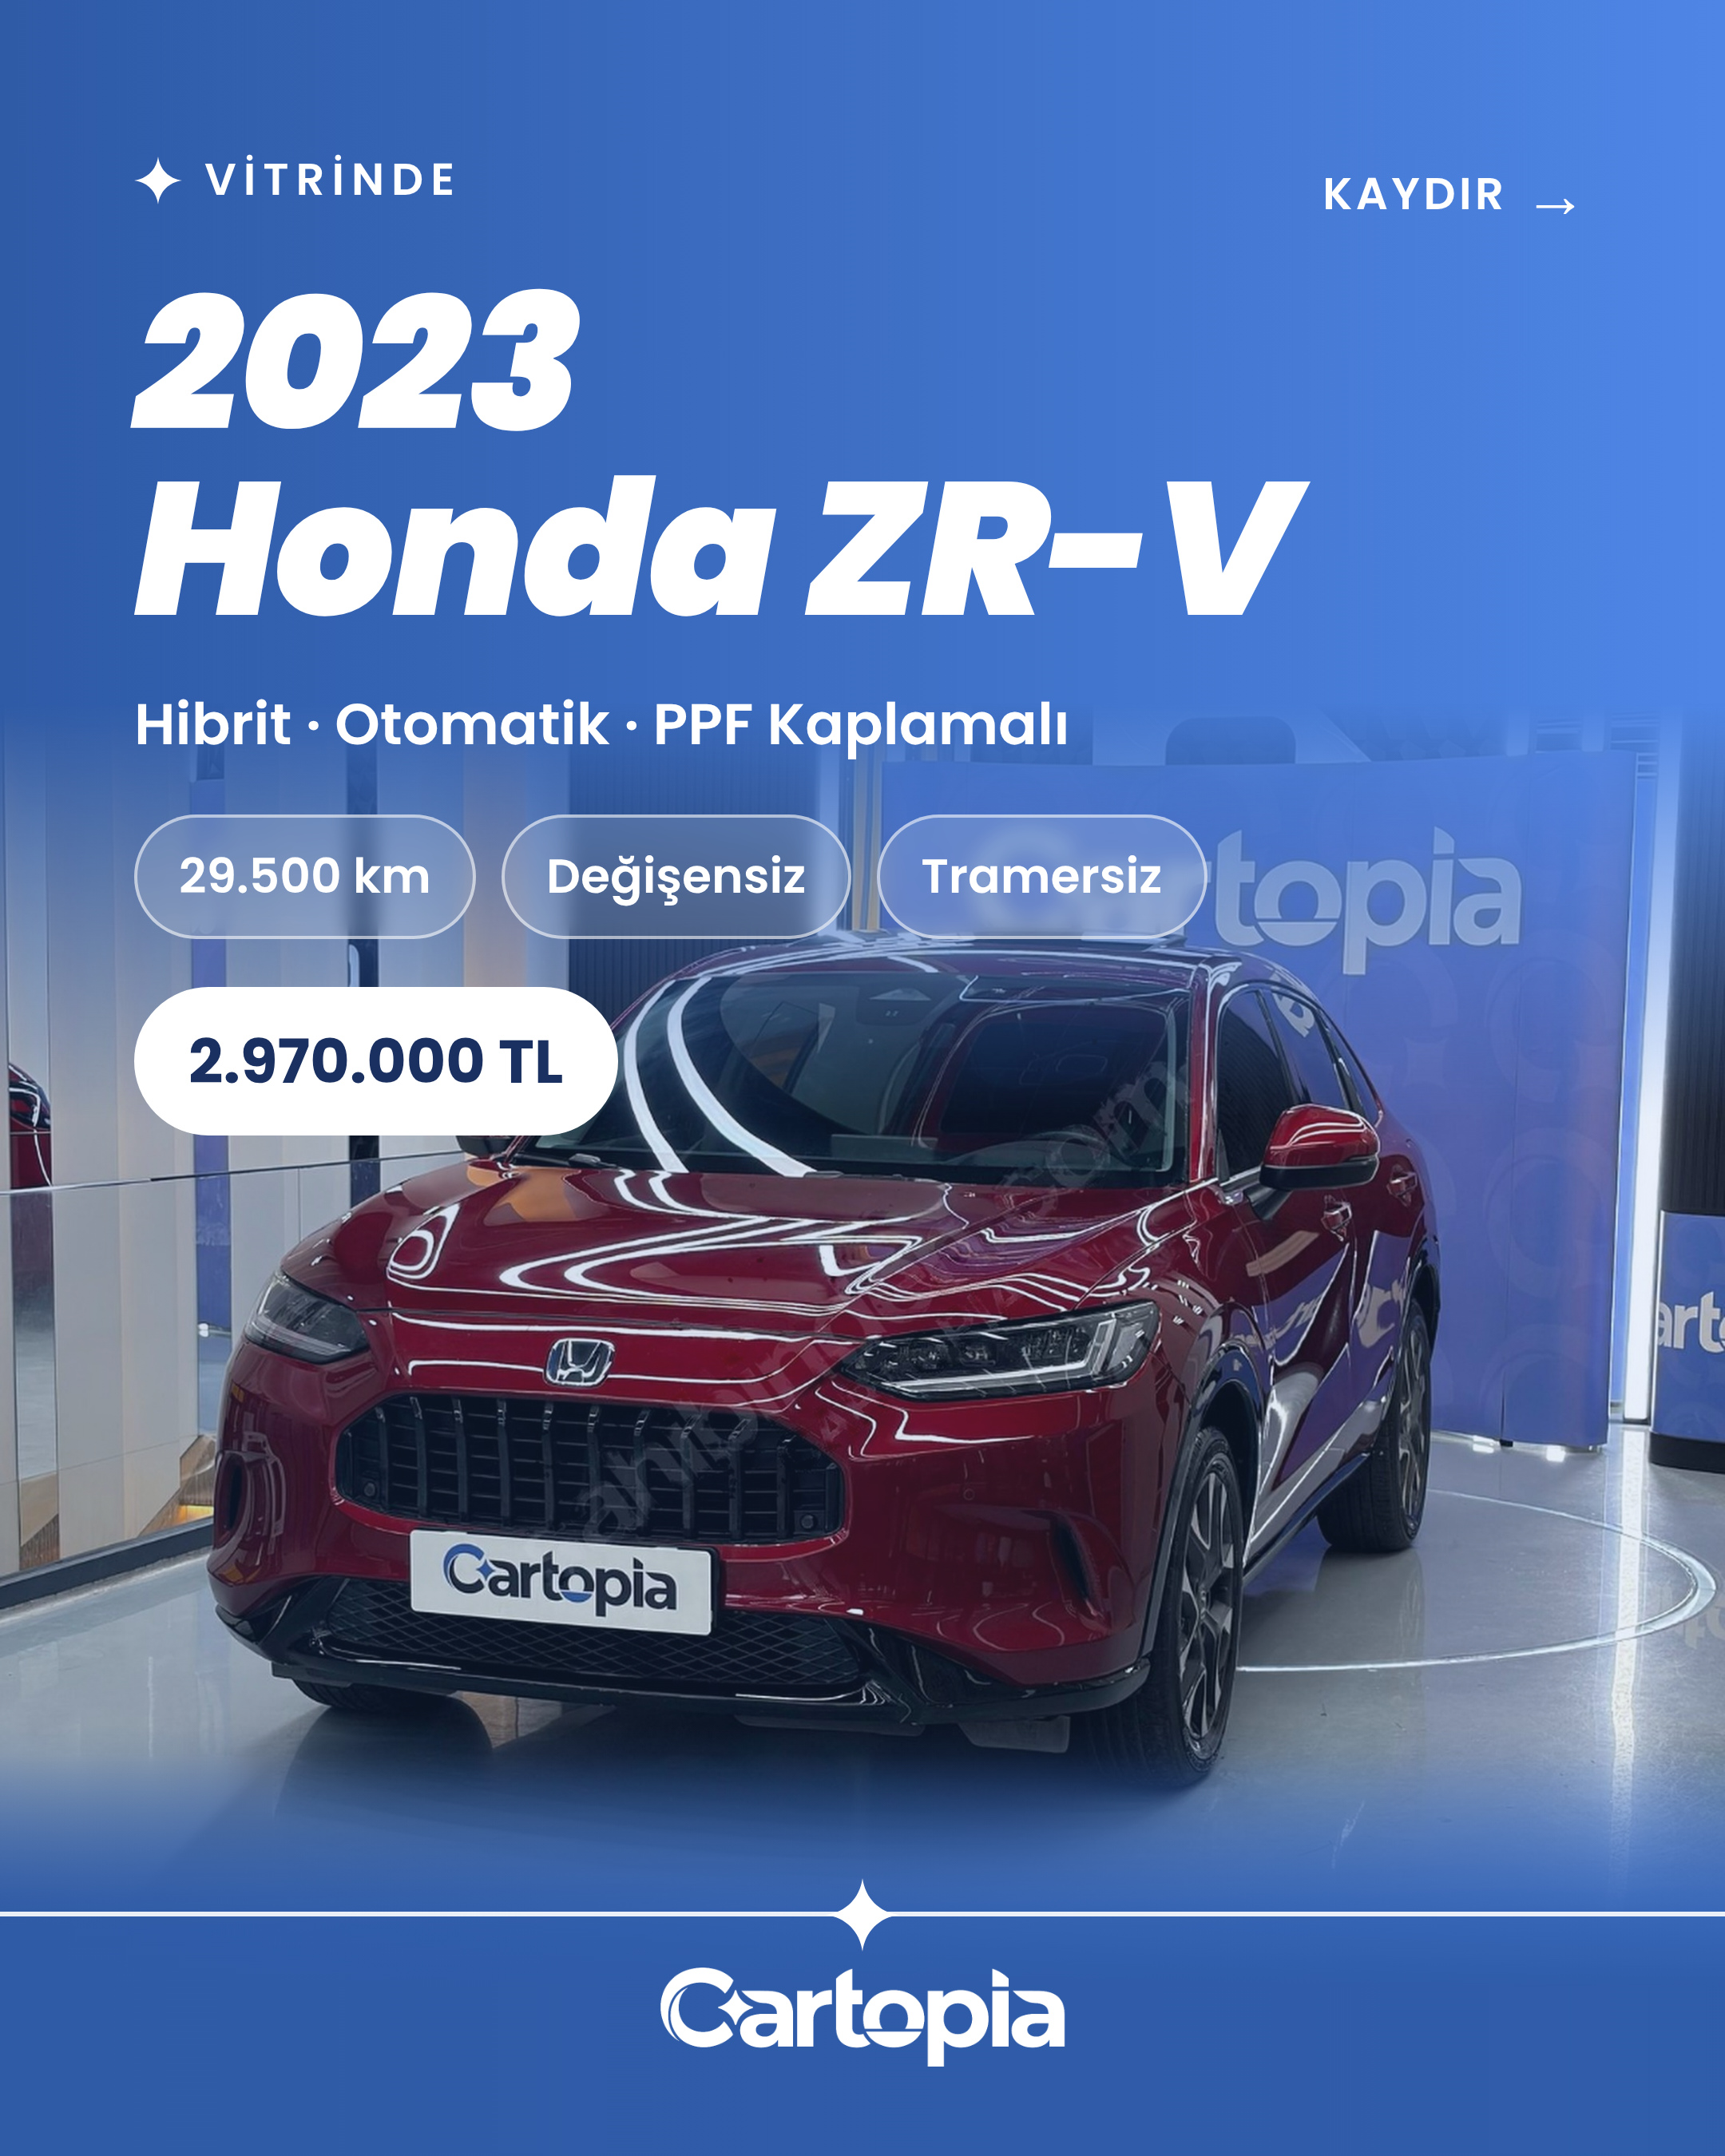 VİTRİNDE
KAYDIR →
2023
Honda ZR-V
Hibrit · Otomatik · PPF Kaplamalı
29.500 km
Değişensiz
Tramersiz
Cartopia
2.970.000 TL
Cartopia
Cartopia